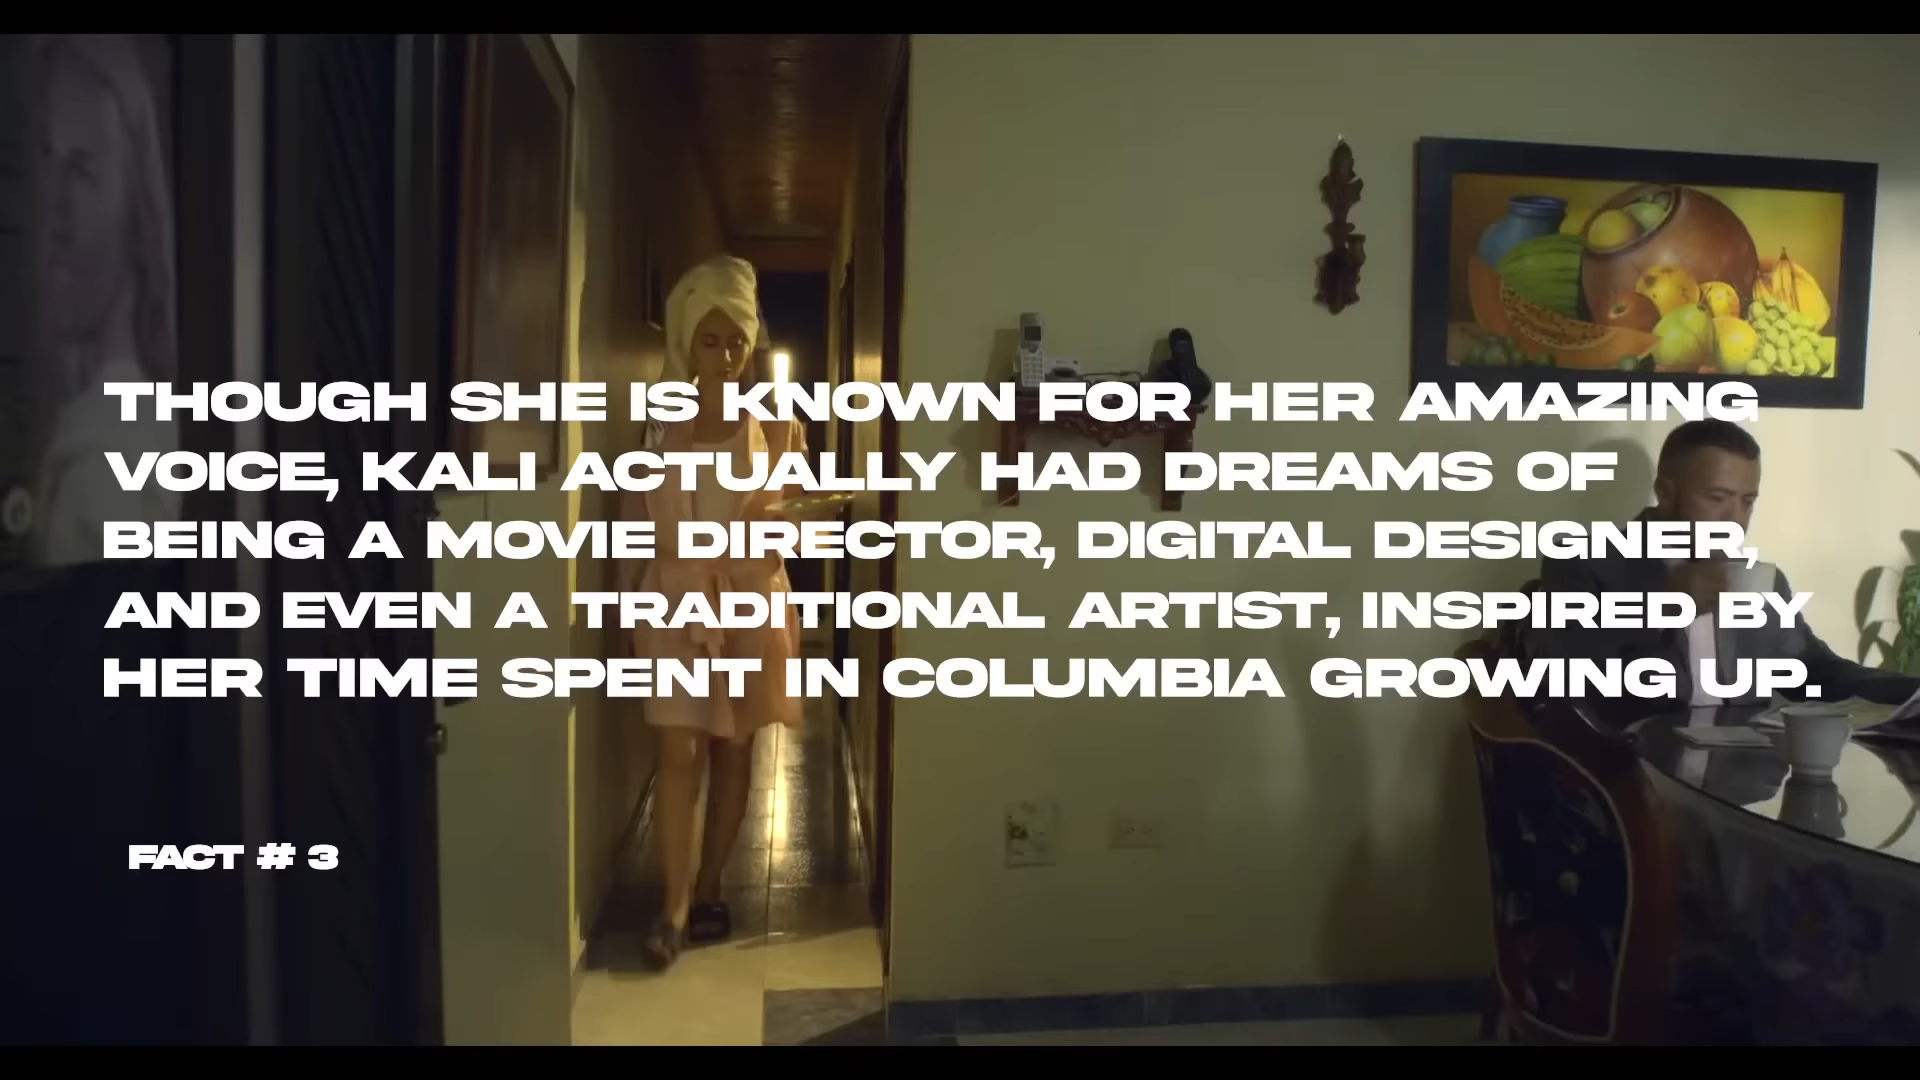 THOUGH SHE IS KNOWN FOR HER AMAZING
VOICE, KALI ACTUALLY HAD DREAMS OF
BEING A MOVIE DIRECTOR, DIGITAL DESIGNER,
AND EVEN A TRADITIONAL ARTIST, INSPIRED BY
HER TIME SPENT IN COLUMBIA GROWING UP.
FACT # 3